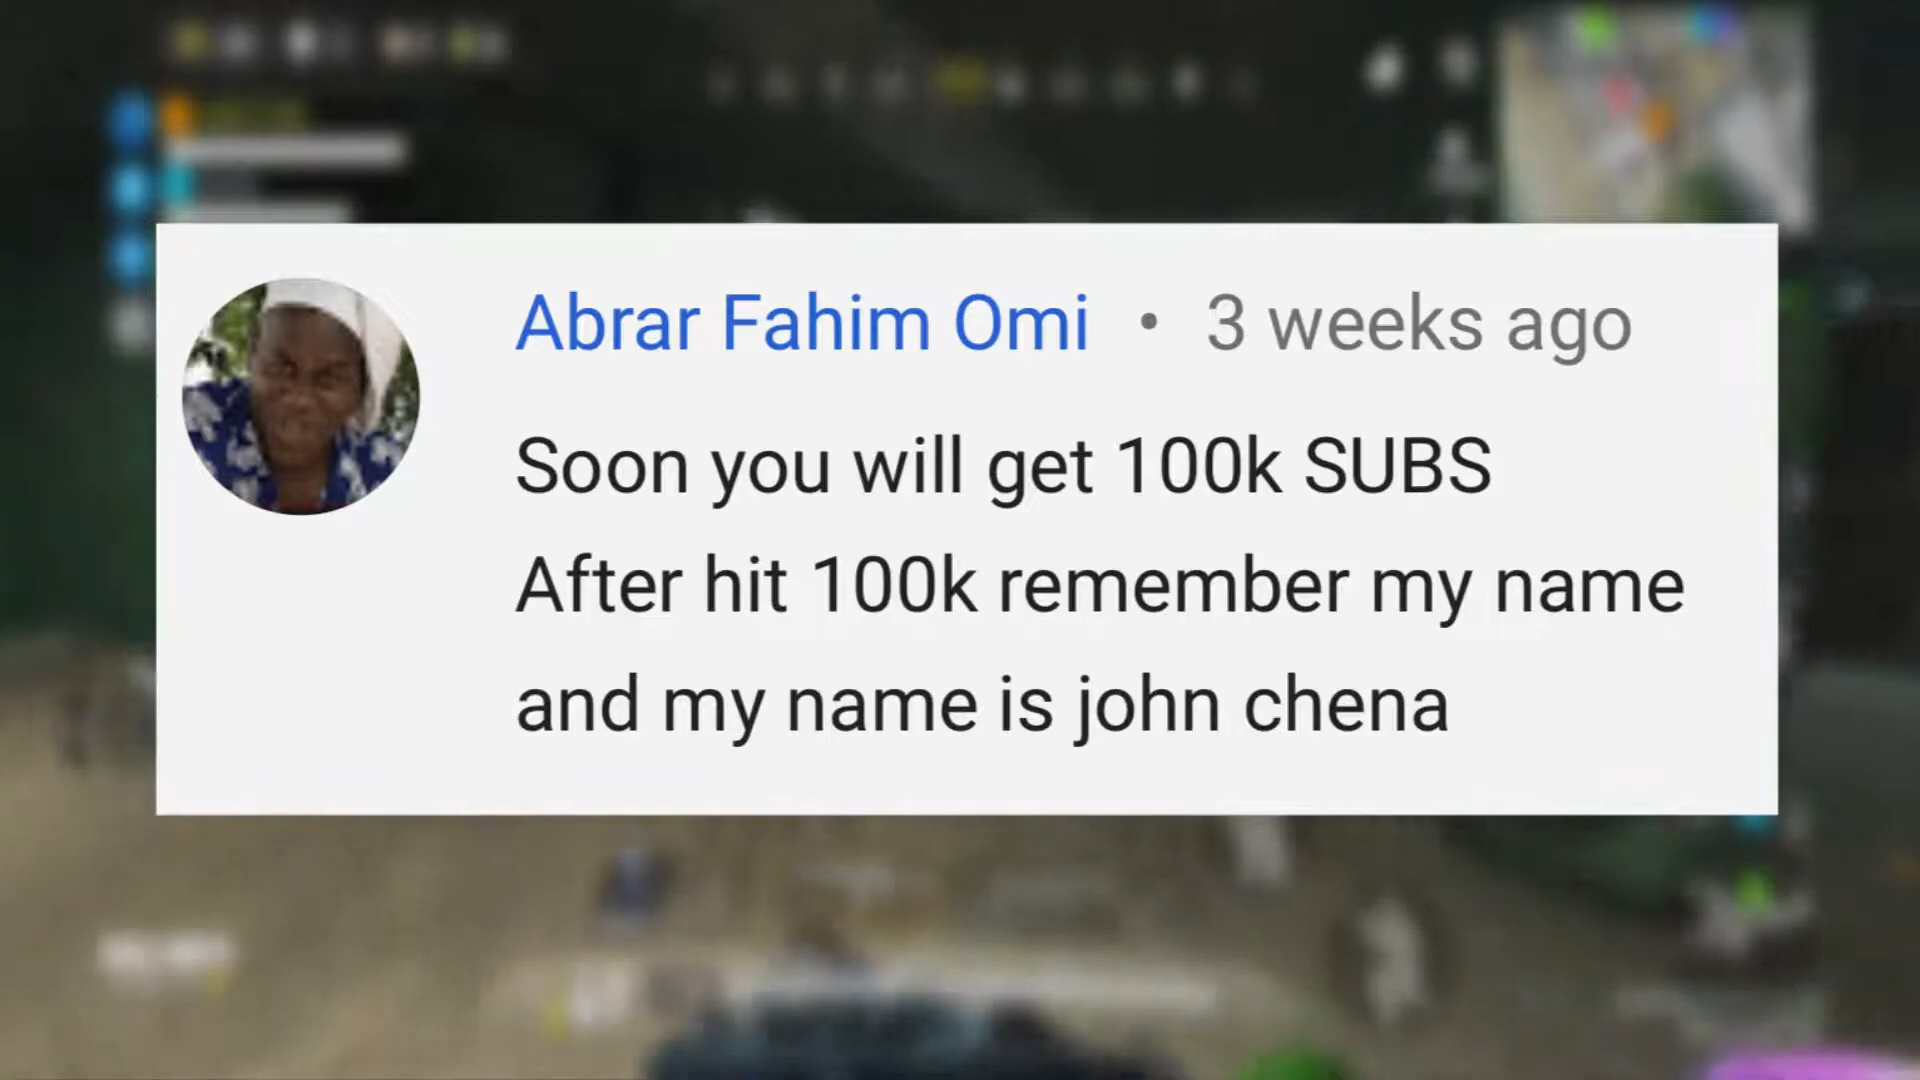 Abrar Fahim Omi • 3 weeks ago
Soon you will get 100k SUBS
After hit 100k remember my name
and my name is john chena